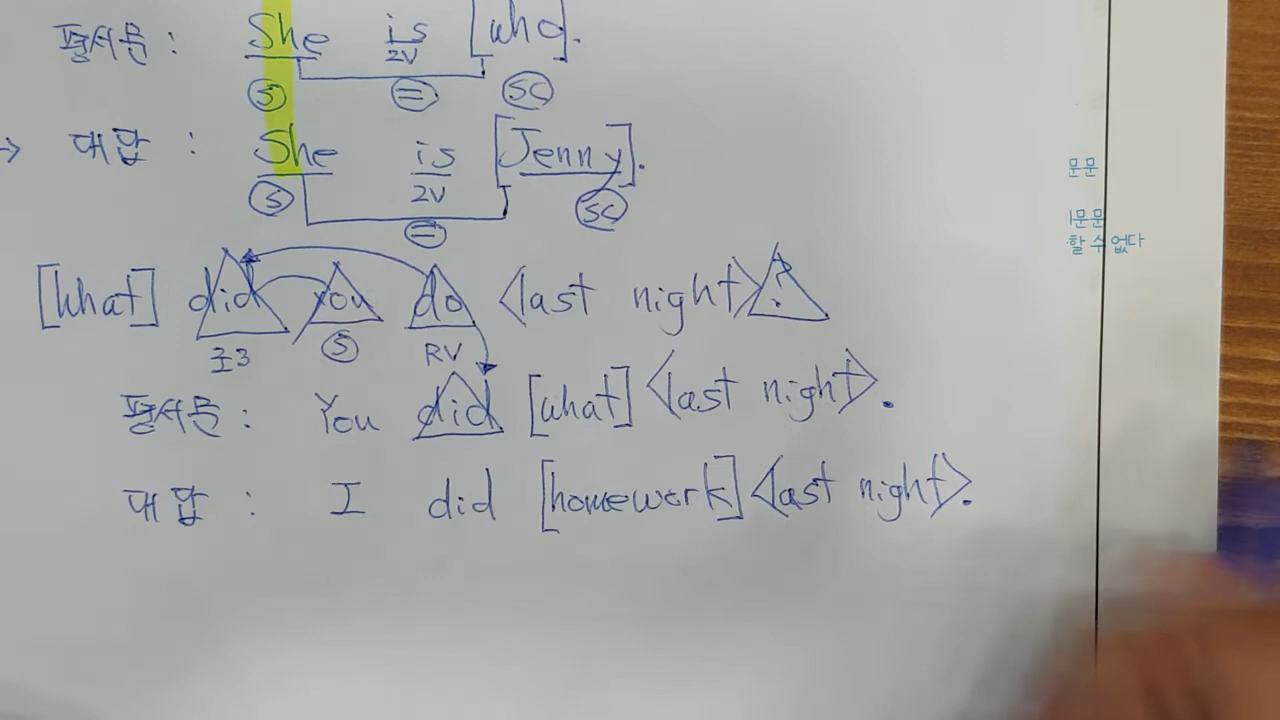 평서문 : She is [who].
2V
S = SC
→ 대답 : She is [Jenny].
S 2V SC
=
[what] did you do <last night>?
조3 S RV
평서문 : You did [what] <last night>.
대답 : I did [homework] <last night>.
문문
문문
할 수 없다